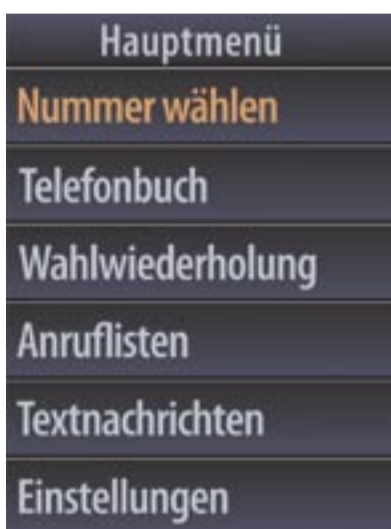 Hauptmenü
Nummer wählen
Telefonbuch
Wahlwiederholung
Anruflisten
Textnachrichten
Einstellungen